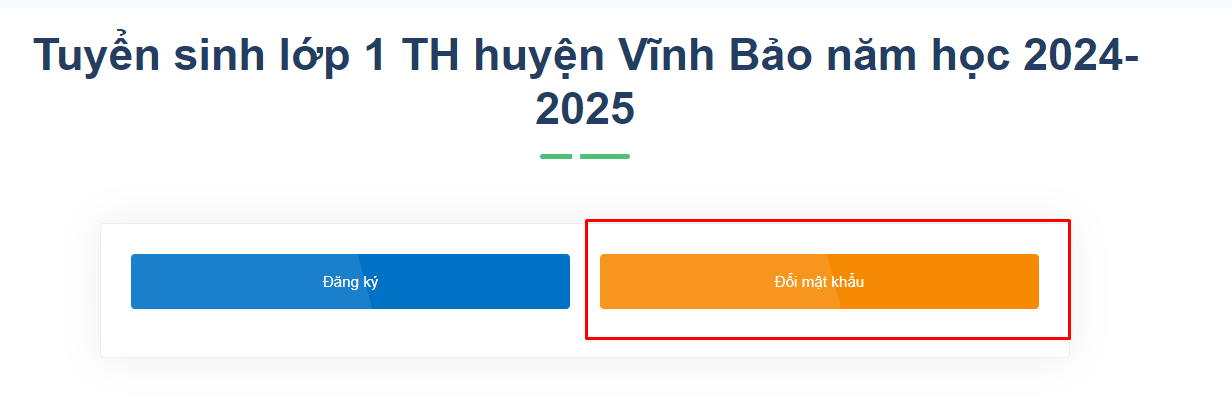 Tuyển sinh lớp 1 TH huyện Vĩnh Bảo năm học 2024-
2025
Đăng ký
Đổi mật khẩu